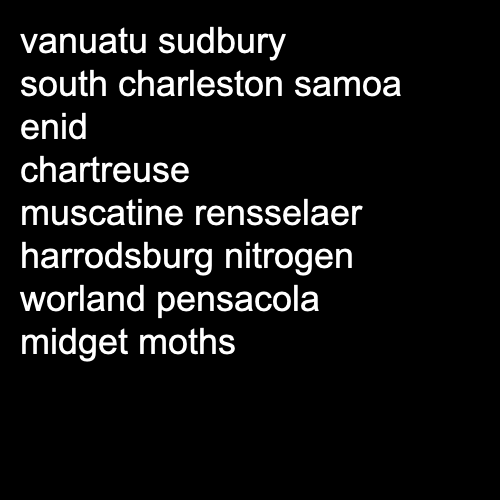 vanuatu sudbury
south charleston samoa
enid
chartreuse
muscatine rensselaer
harrodsburg nitrogen
worland pensacola
midget moths